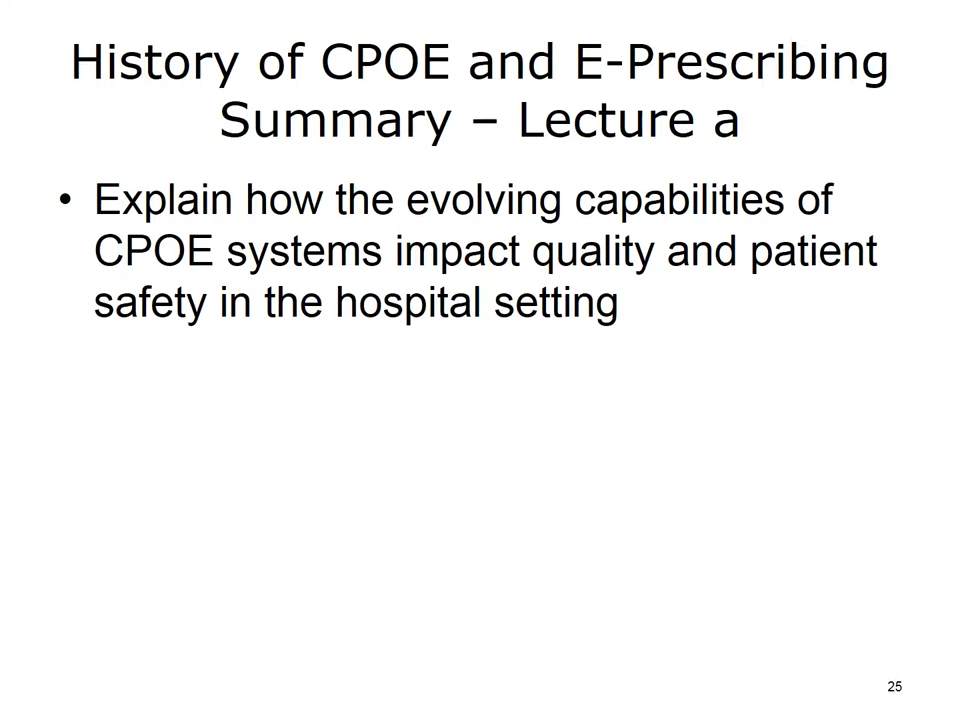 History of CPOE and E-Prescribing
Summary – Lecture a
• Explain how the evolving capabilities of
CPOE systems impact quality and patient
safety in the hospital setting
25